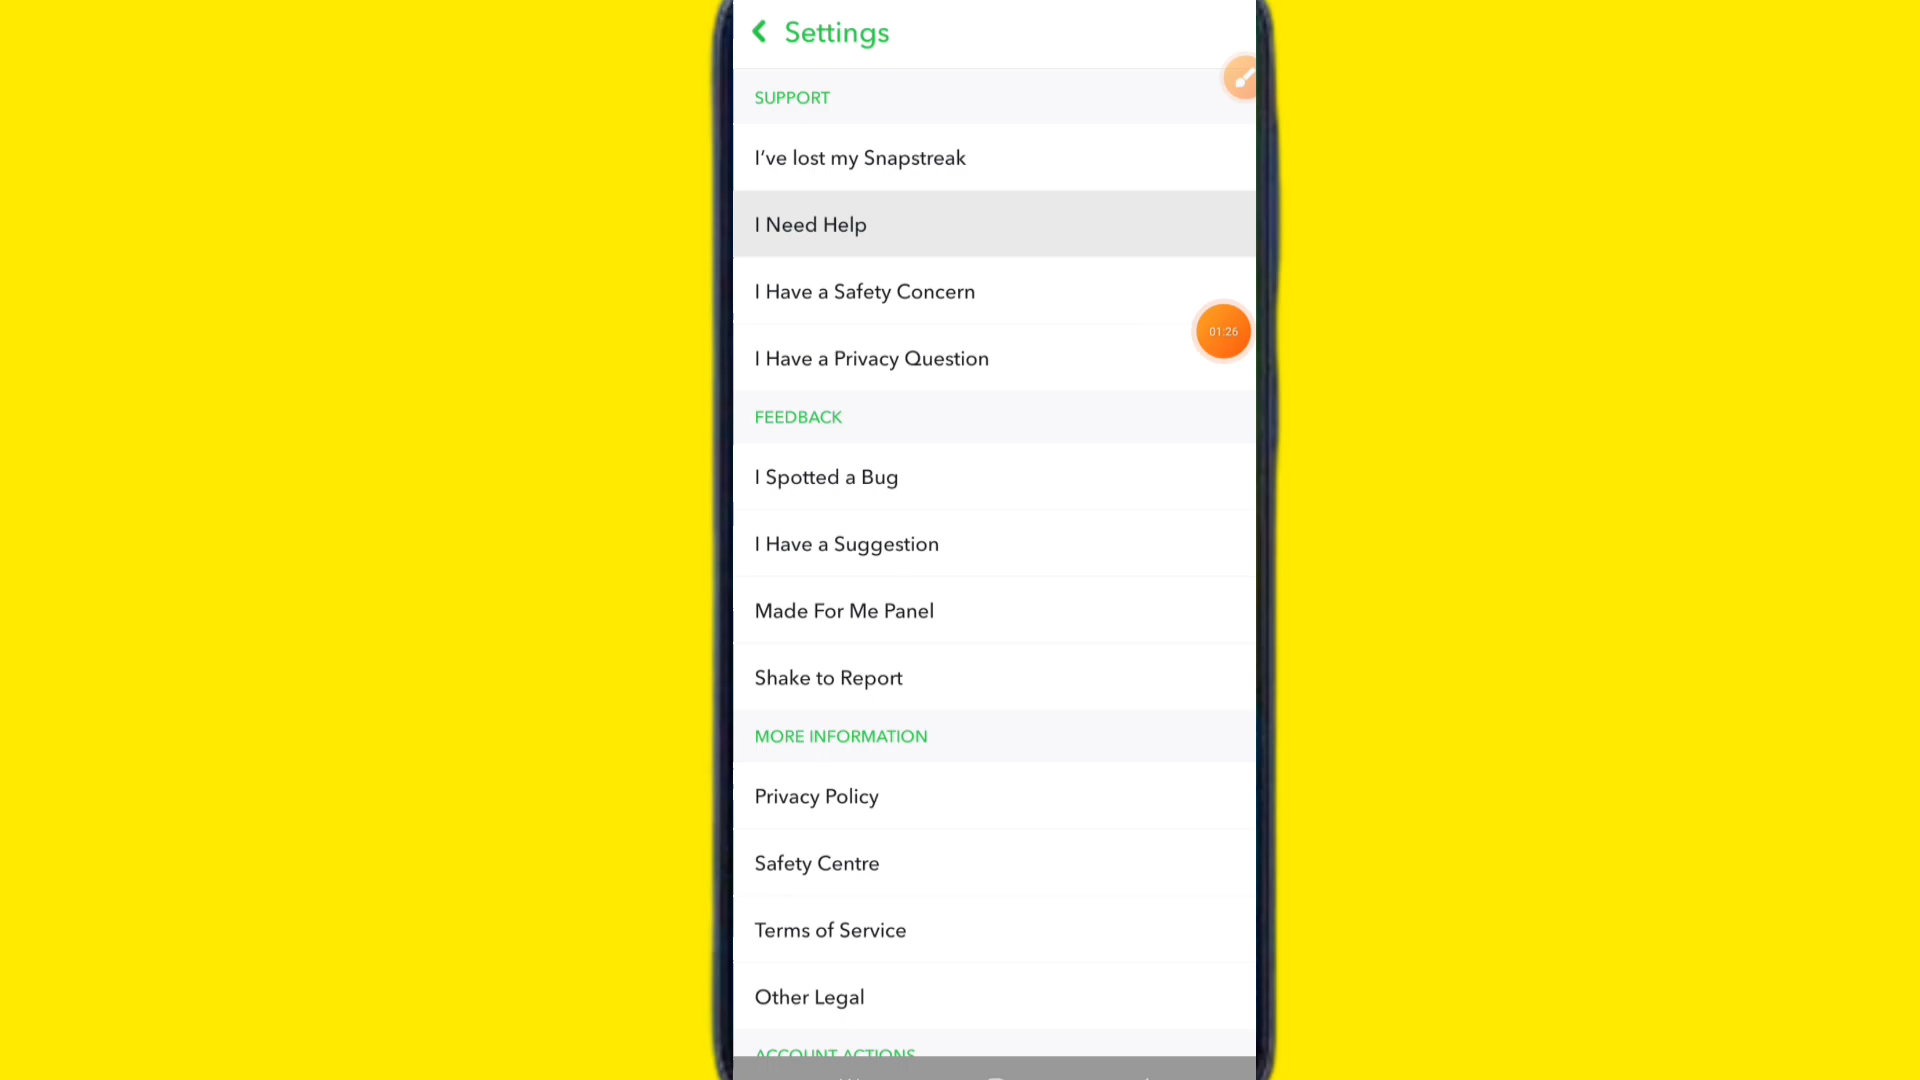 Settings
SUPPORT
I've lost my Snapstreak
I Need Help
I Have a Safety Concern
01:26
I Have a Privacy Question
FEEDBACK
I Spotted a Bug
I Have a Suggestion
Made For Me Panel
Shake to Report
MORE INFORMATION
Privacy Policy
Safety Centre
Terms of Service
Other Legal
ACCOUNT ACTIONS